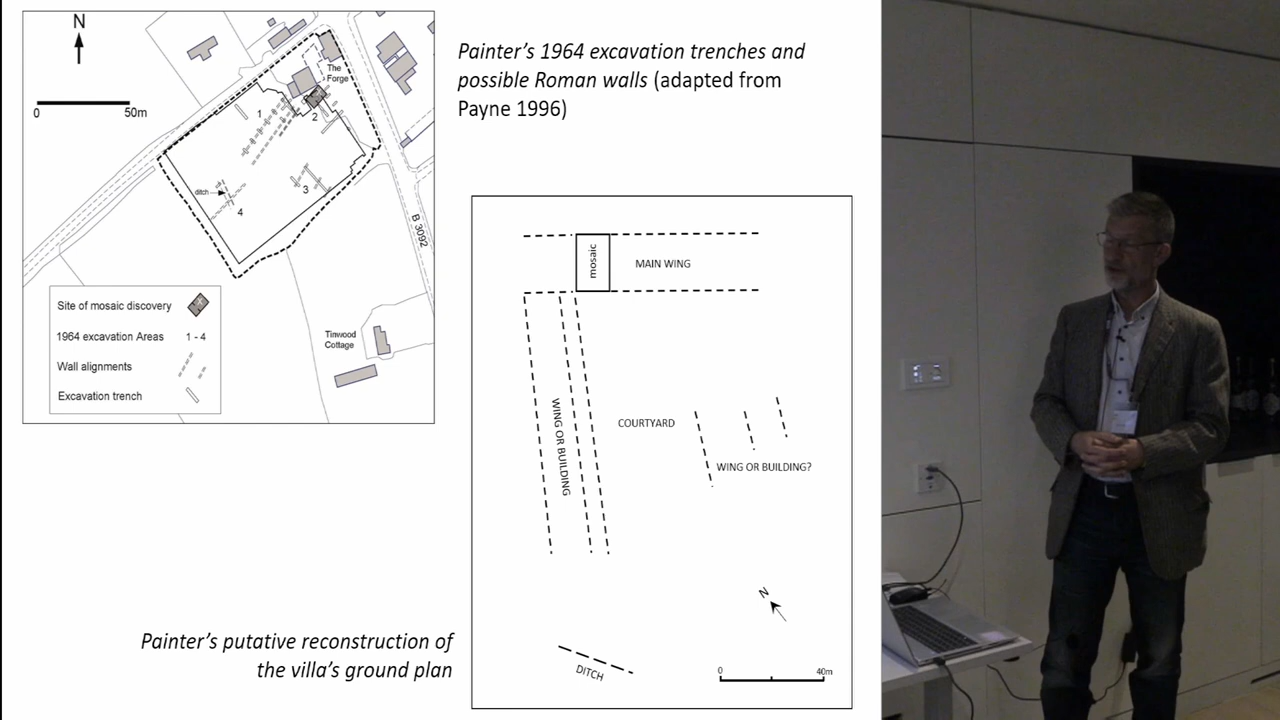 N
0
50m
The
Forge
1
2
3
ditch
4
B 3092
Site of mosaic discovery
X
1964 excavation Areas
1 - 4
Wall alignments
Excavation trench
Tinwood
Cottage
Painter's 1964 excavation trenches and
possible Roman walls (adapted from
Payne 1996)
mosaic
MAIN WING
WING OR BUILDING
COURTYARD
WING OR BUILDING?
N
DITCH
0
40m
Painter's putative reconstruction of
the villa's ground plan